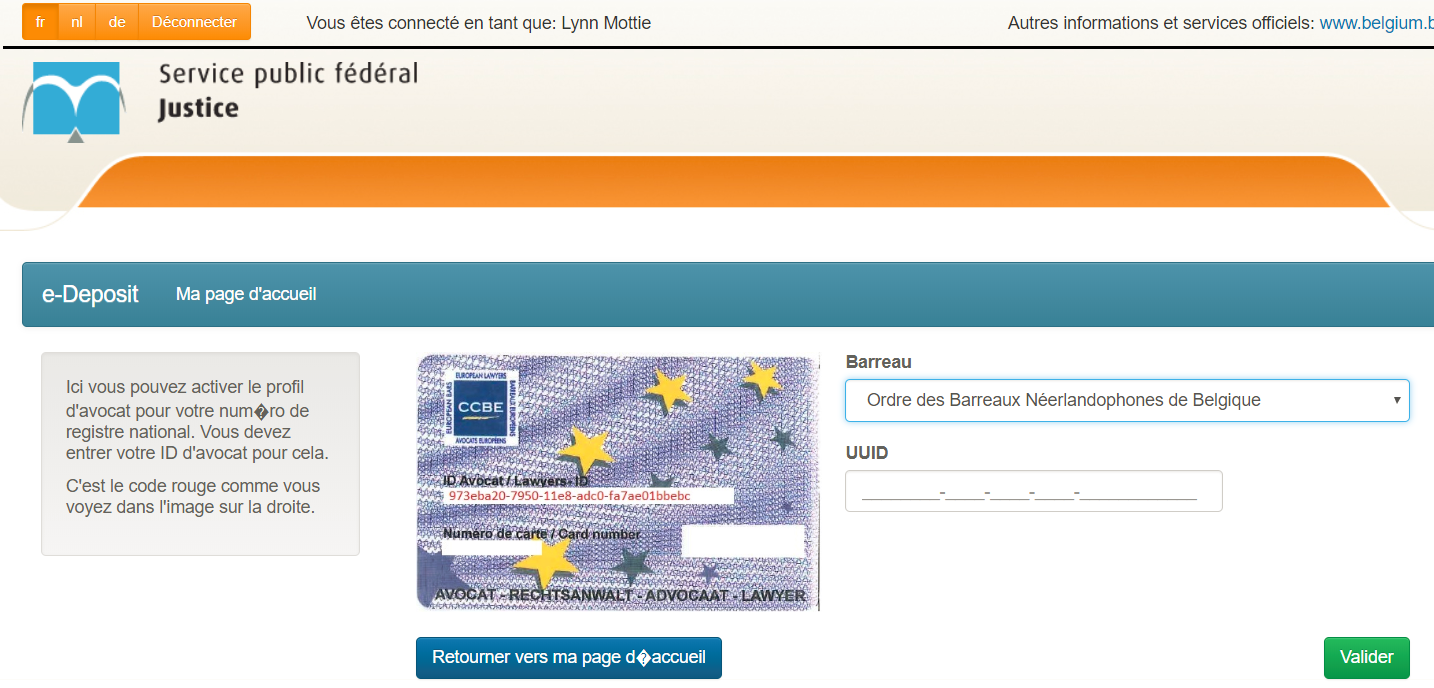 fr nl de Déconnecter Vous êtes connecté en tant que: Lynn Mottie Autres informations et services officiels: www.belgium.b
Service public fédéral
Justice
e-Deposit Ma page d'accueil
Ici vous pouvez activer le profil
d'avocat pour votre num�ro de
registre national. Vous devez
entrer votre ID d'avocat pour cela.
C'est le code rouge comme vous
voyez dans l'image sur la droite.
EUROPEAN LAWYERS
EUROPEAN BARS
CCBE
BARREAUX EUROPÉENS
AVOCATS EUROPÉENS
ID Avocat / Lawyers- ID
973eba20-7950-11e8-adc0-fa7ae01bbebc
Numéro de carte / Card number
AVOCAT - RECHTSANWALT - ADVOCAAT - LAWYER
Barreau
Ordre des Barreaux Néerlandophones de Belgique
UUID
________-____-____-____-____________
Retourner vers ma page d�accueil Valider